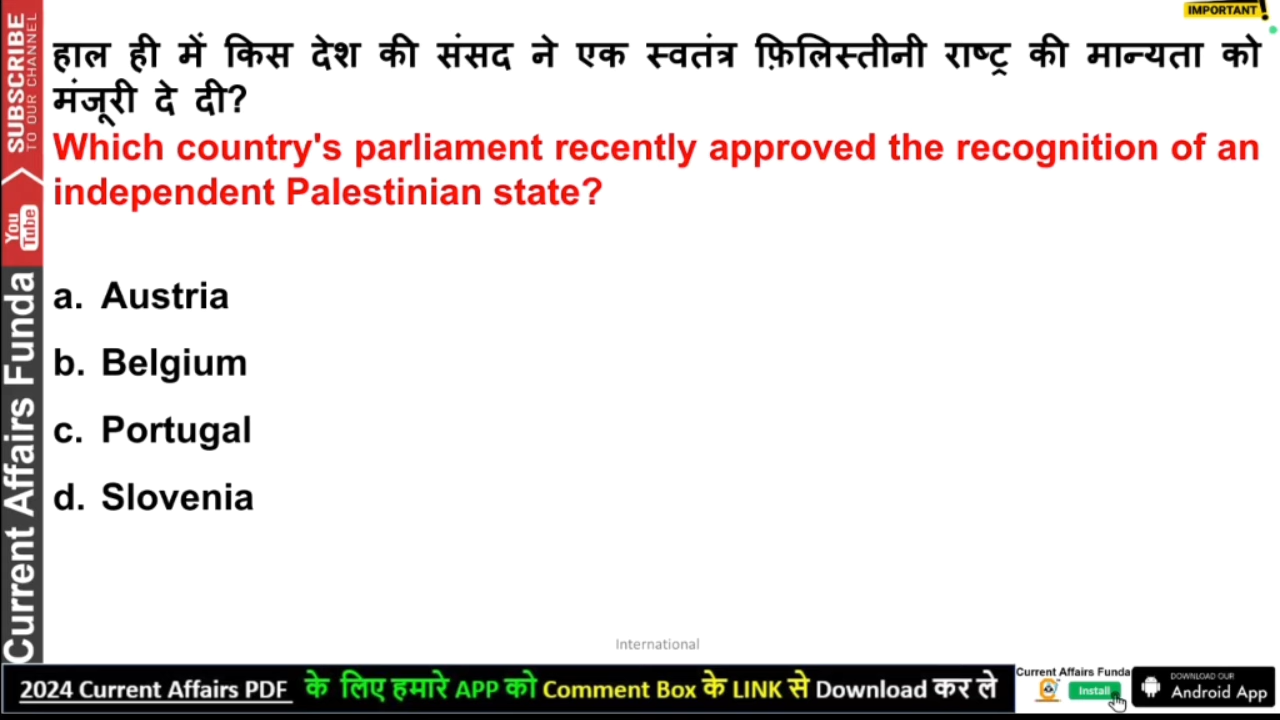 IMPORTANT !
हाल ही में किस देश की संसद ने एक स्वतंत्र फ़िलिस्तीनी राष्ट्र की मान्यता को
मंजूरी दे दी?
Which country's parliament recently approved the recognition of an
independent Palestinian state?
a. Austria
b. Belgium
c. Portugal
d. Slovenia
International
SUBSCRIBE
TO OUR CHANNEL
You
Tube
Current Affairs Funda
2024 Current Affairs PDF के लिए हमारे APP को Comment Box के LINK से Download कर ले
Current Affairs Funda
Install
DOWNLOAD OUR
Android App